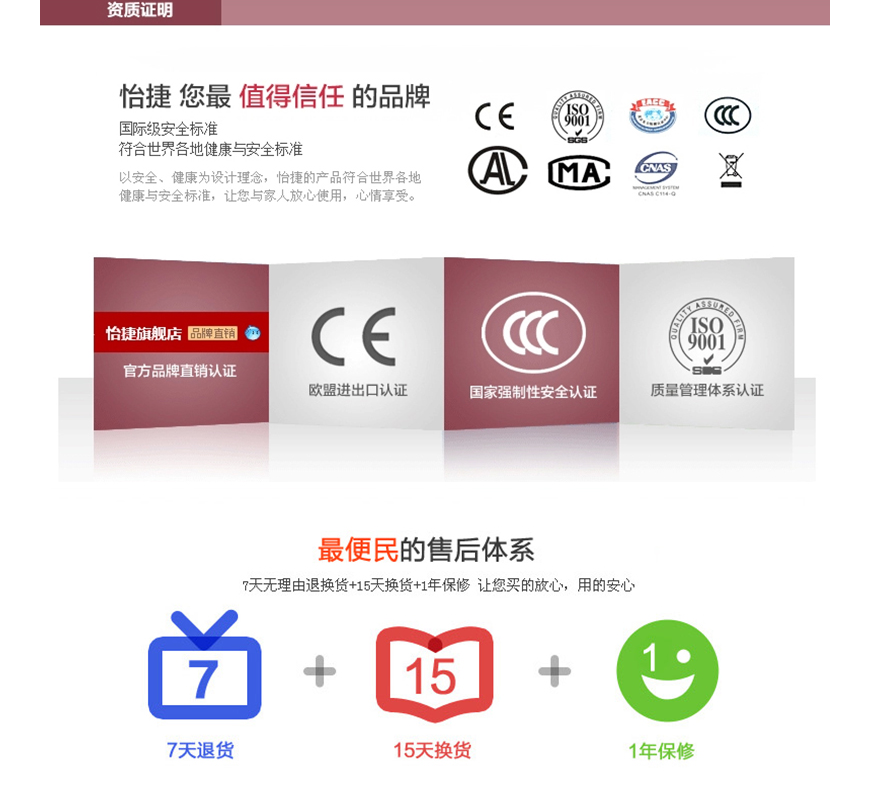 资质证明
怡捷 您最 值得信任 的品牌
国际级安全标准
符合世界各地健康与安全标准
以安全、健康为设计理念，怡捷的产品符合世界各地
健康与安全标准，让您与家人放心使用，心情享受。
CE
QUALITY ASSURED FIRM
ISO
9001
SGS
EACC
CCC
AL
MA
CNAS
MANAGEMENT SYSTEM
CNAS C114-Q
怡捷旗舰店 品牌直销
官方品牌直销认证
CE
欧盟进出口认证
CCC
国家强制性安全认证
QUALITY ASSURED FIRM
ISO
9001
质量管理体系认证
最便民的售后体系
7天无理由退换货+15天换货+1年保修 让您买的放心，用的安心
7 + 15 + 1
7天退货
15天换货
1年保修